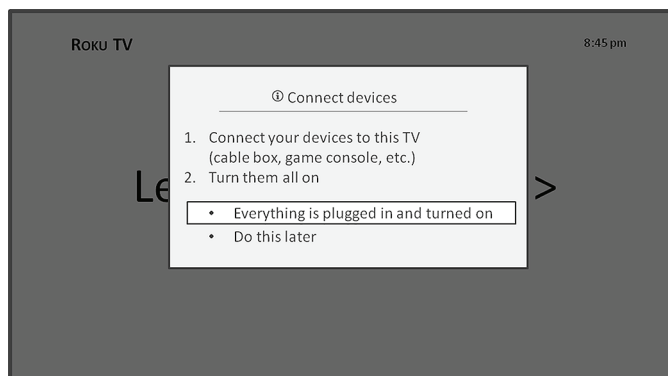 ROKU TV
8:45 pm
ⓘ Connect devices
1. Connect your devices to this TV
(cable box, game console, etc.)
2. Turn them all on
Le >
• Everything is plugged in and turned on
• Do this later